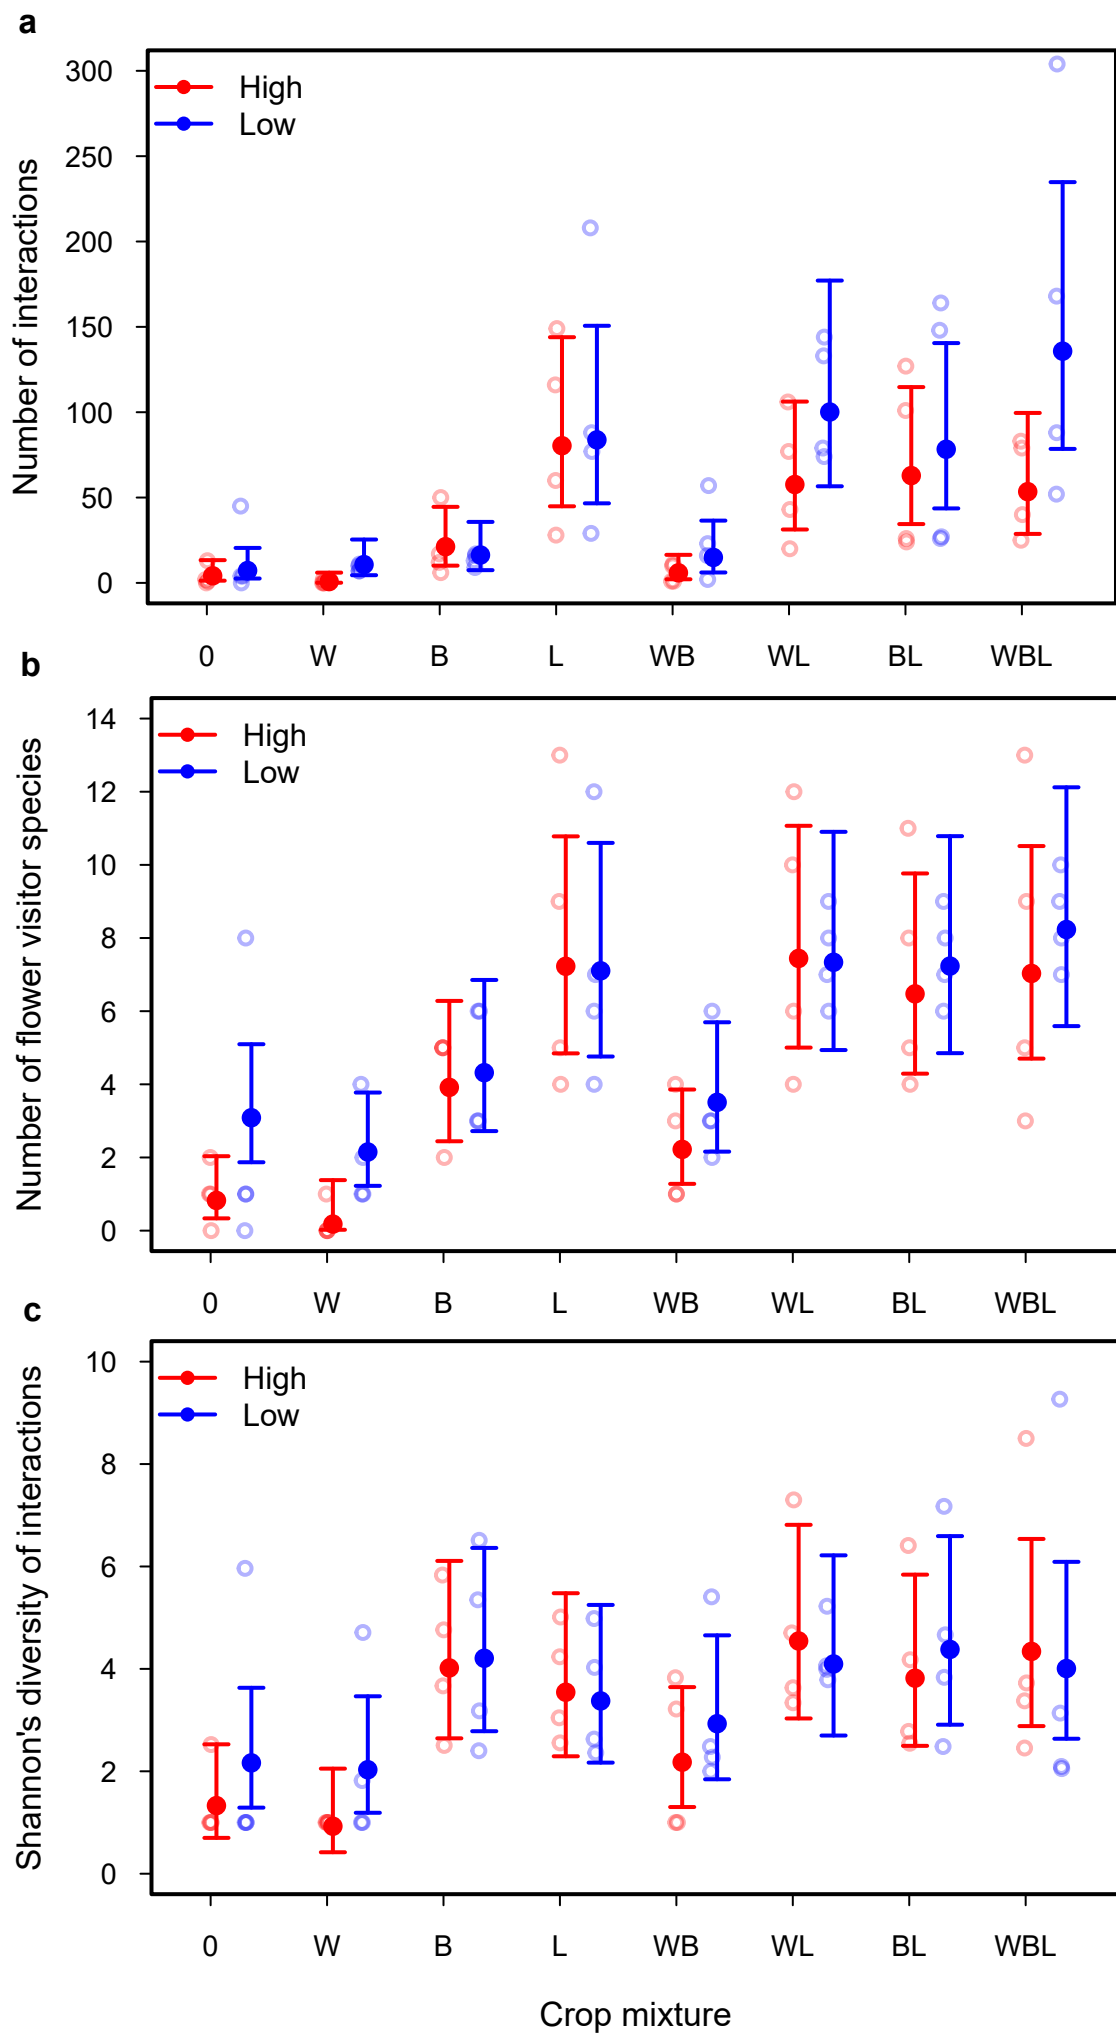 a
Number of interactions
300
250
200
150
100
50
0
High
Low
0 W B L WB WL BL WBL
b
Number of flower visitor species
14
12
10
8
6
4
2
0
High
Low
0 W B L WB WL BL WBL
c
Shannon's diversity of interactions
10
8
6
4
2
0
High
Low
0 W B L WB WL BL WBL
Crop mixture